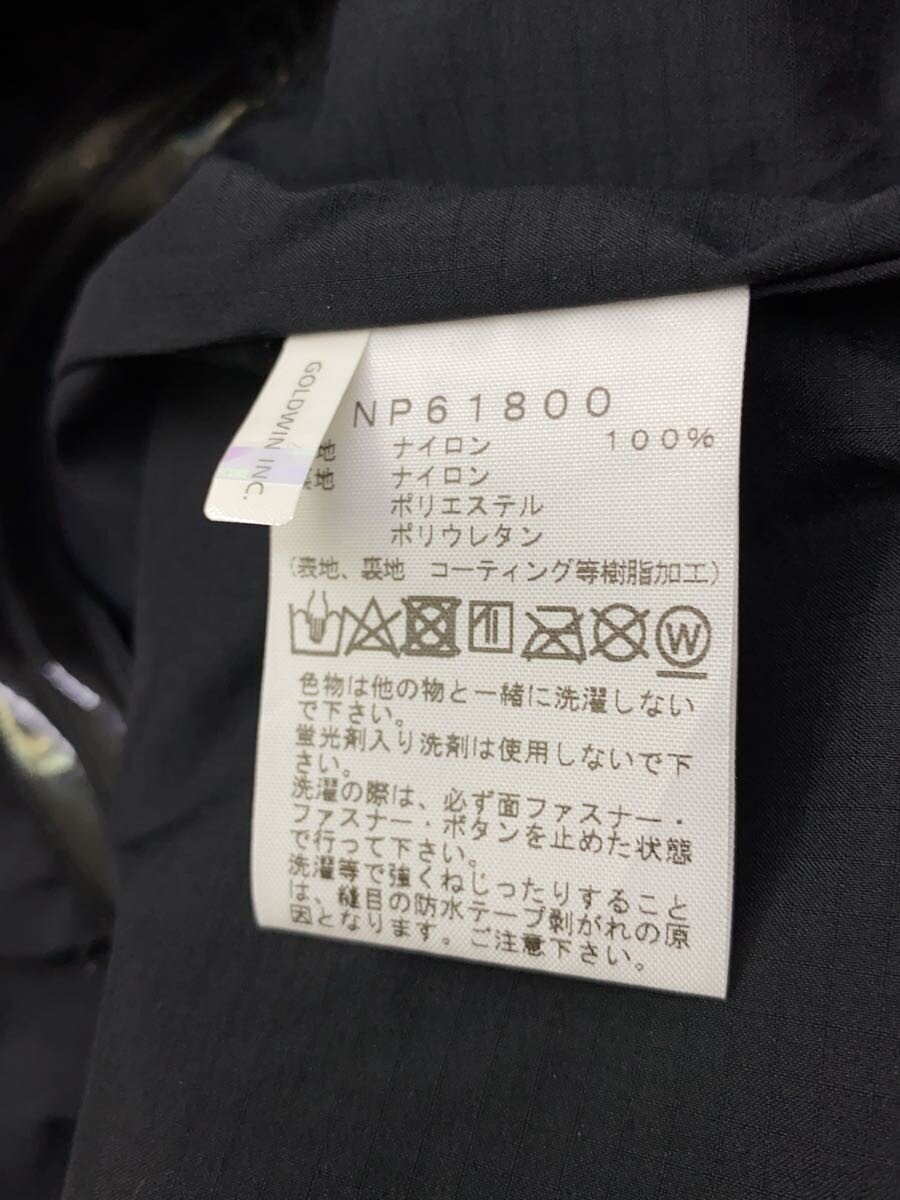 GOLDWIN INC.
NP61800
地 ナイロン 100%
地 ナイロン
ポリエステル
ポリウレタン
(表地、裏地 コーティング等樹脂加工)
W
色物は他の物と一緒に洗濯しない
で下さい。
蛍光剤入り洗剤は使用しないで下
さい。
洗濯の際は、必ず面ファスナー・
ファスナー・ボタンを止めた状態
で行って下さい。
洗濯等で強くねじったりすること
は、縫目の防水テープ剥がれの原
因となります。ご注意下さい。